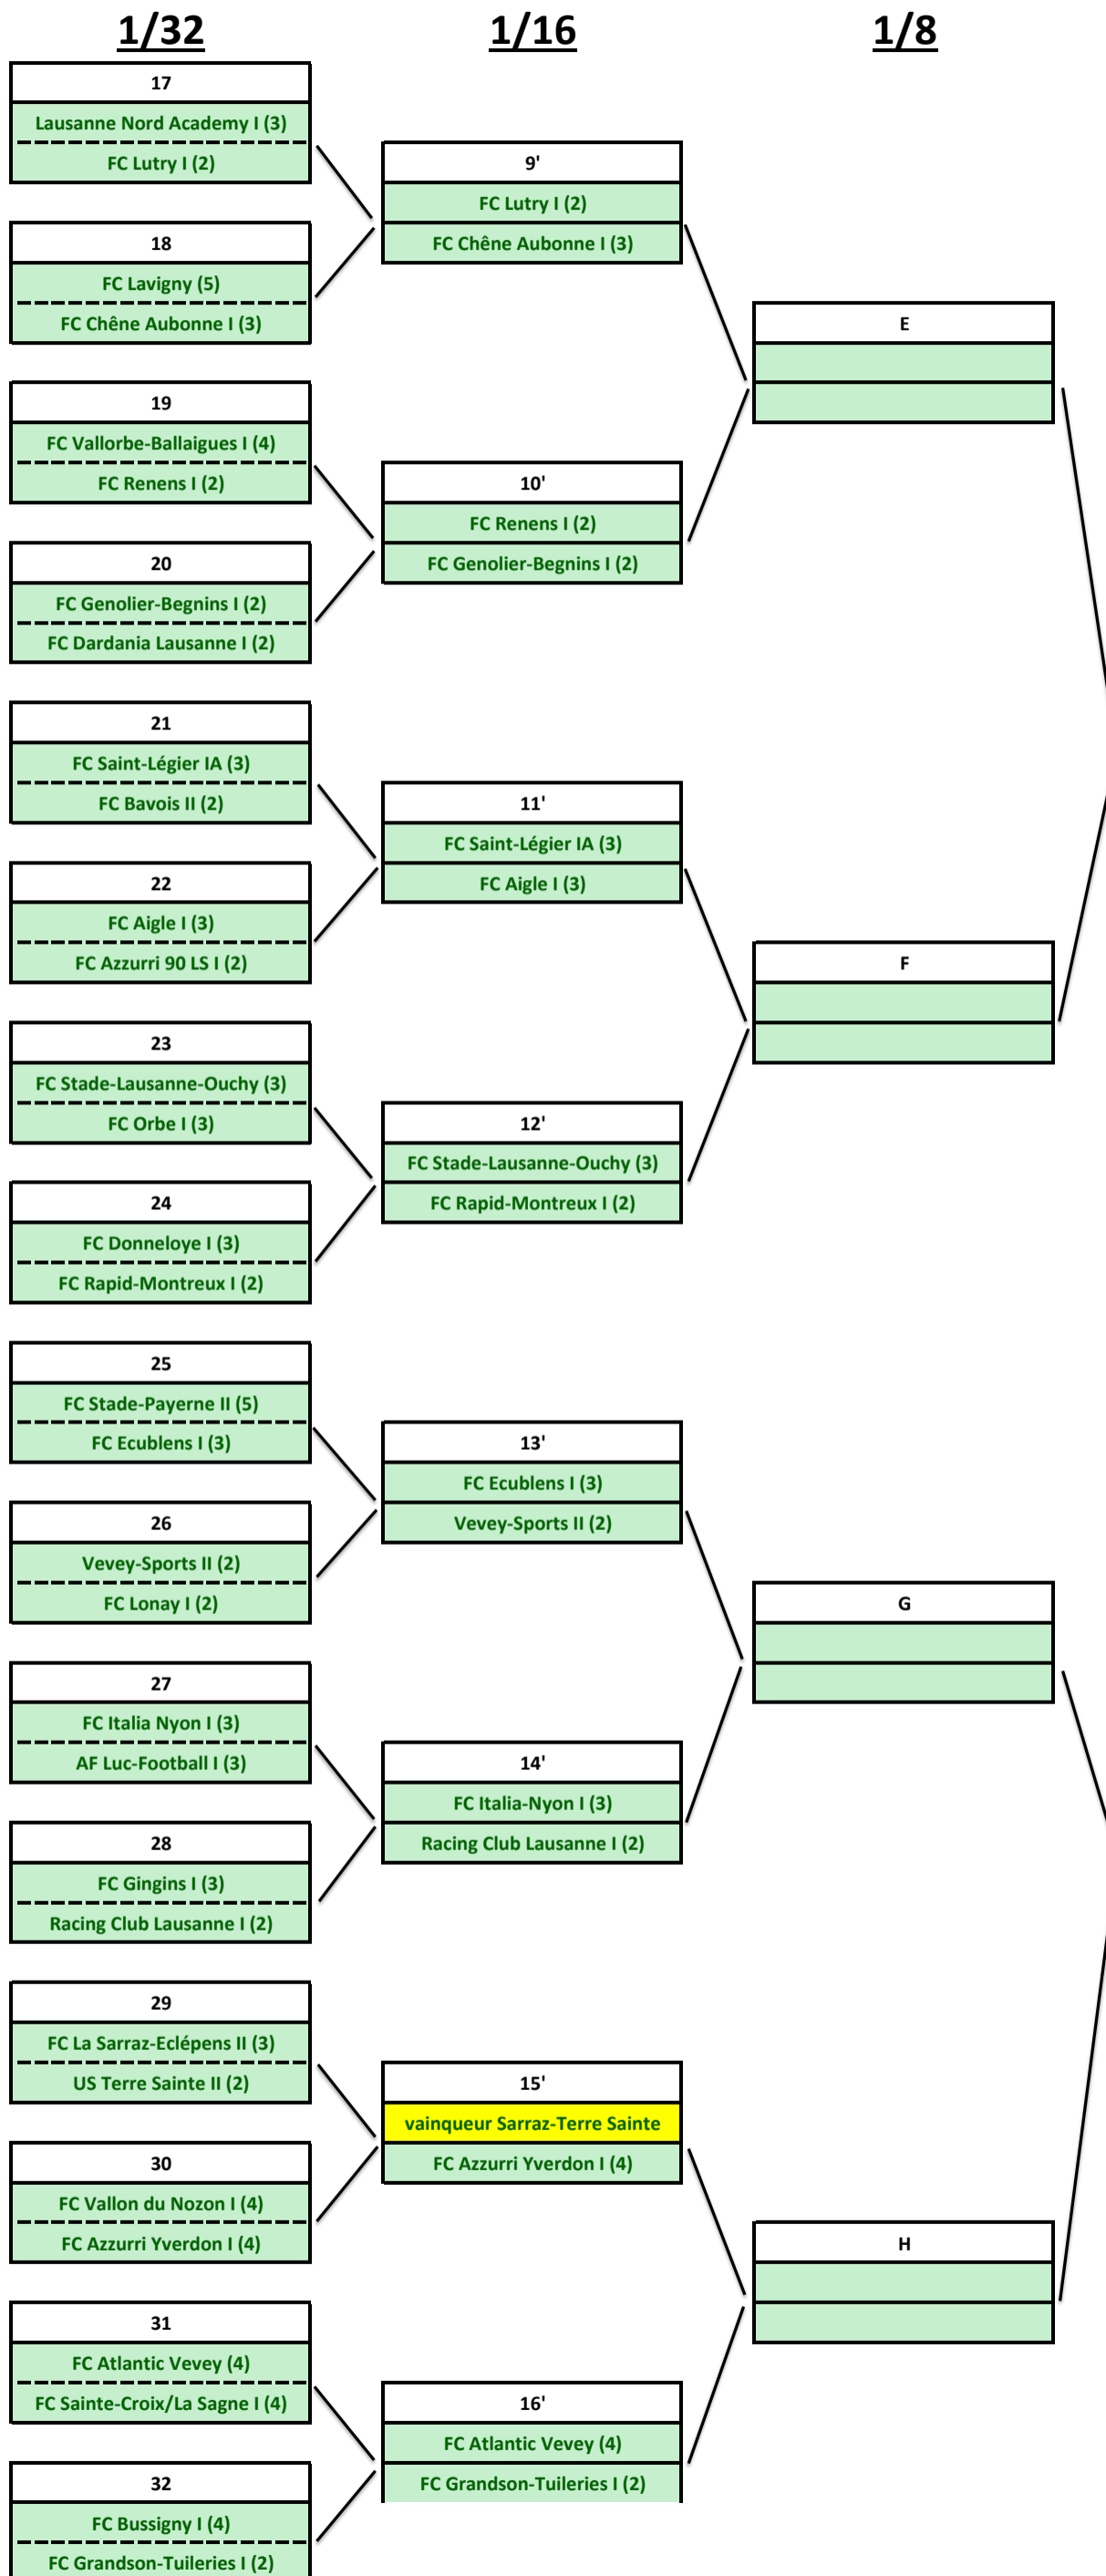 1/32
1/16
1/8
17
Lausanne Nord Academy I (3)
FC Lutry I (2)
18
FC Lavigny (5)
FC Chêne Aubonne I (3)
19
FC Vallorbe-Ballaigues I (4)
FC Renens I (2)
20
FC Genolier-Begnins I (2)
FC Dardania Lausanne I (2)
21
FC Saint-Légier IA (3)
FC Bavois II (2)
22
FC Aigle I (3)
FC Azzurri 90 LS I (2)
23
FC Stade-Lausanne-Ouchy (3)
FC Orbe I (3)
24
FC Donneloye I (3)
FC Rapid-Montreux I (2)
25
FC Stade-Payerne II (5)
FC Ecublens I (3)
26
Vevey-Sports II (2)
FC Lonay I (2)
27
FC Italia Nyon I (3)
AF Luc-Football I (3)
28
FC Gingins I (3)
Racing Club Lausanne I (2)
29
FC La Sarraz-Eclépens II (3)
US Terre Sainte II (2)
30
FC Vallon du Nozon I (4)
FC Azzurri Yverdon I (4)
31
FC Atlantic Vevey (4)
FC Sainte-Croix/La Sagne I (4)
32
FC Bussigny I (4)
FC Grandson-Tuileries I (2)
9'
FC Lutry I (2)
FC Chêne Aubonne I (3)
10'
FC Renens I (2)
FC Genolier-Begnins I (2)
11'
FC Saint-Légier IA (3)
FC Aigle I (3)
12'
FC Stade-Lausanne-Ouchy (3)
FC Rapid-Montreux I (2)
13'
FC Ecublens I (3)
Vevey-Sports II (2)
14'
FC Italia-Nyon I (3)
Racing Club Lausanne I (2)
15'
vainqueur Sarraz-Terre Sainte
FC Azzurri Yverdon I (4)
16'
FC Atlantic Vevey (4)
FC Grandson-Tuileries I (2)
E
F
G
H